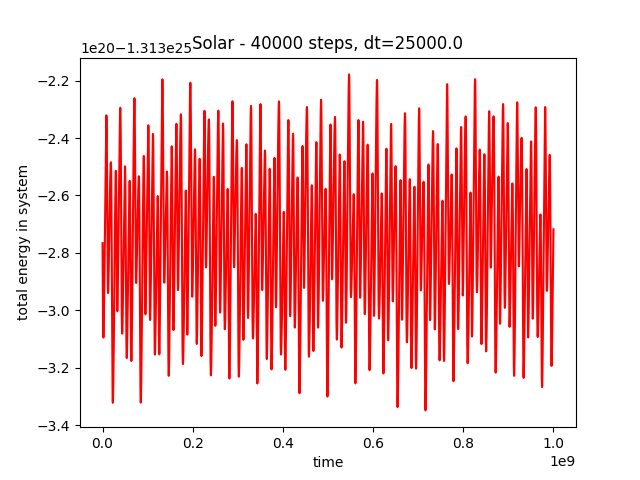 1e20−1.313e25
Solar - 40000 steps, dt=25000.0
total energy in system
−2.2
−2.4
−2.6
−2.8
−3.0
−3.2
−3.4
0.0 0.2 0.4 0.6 0.8 1.0
time
1e9